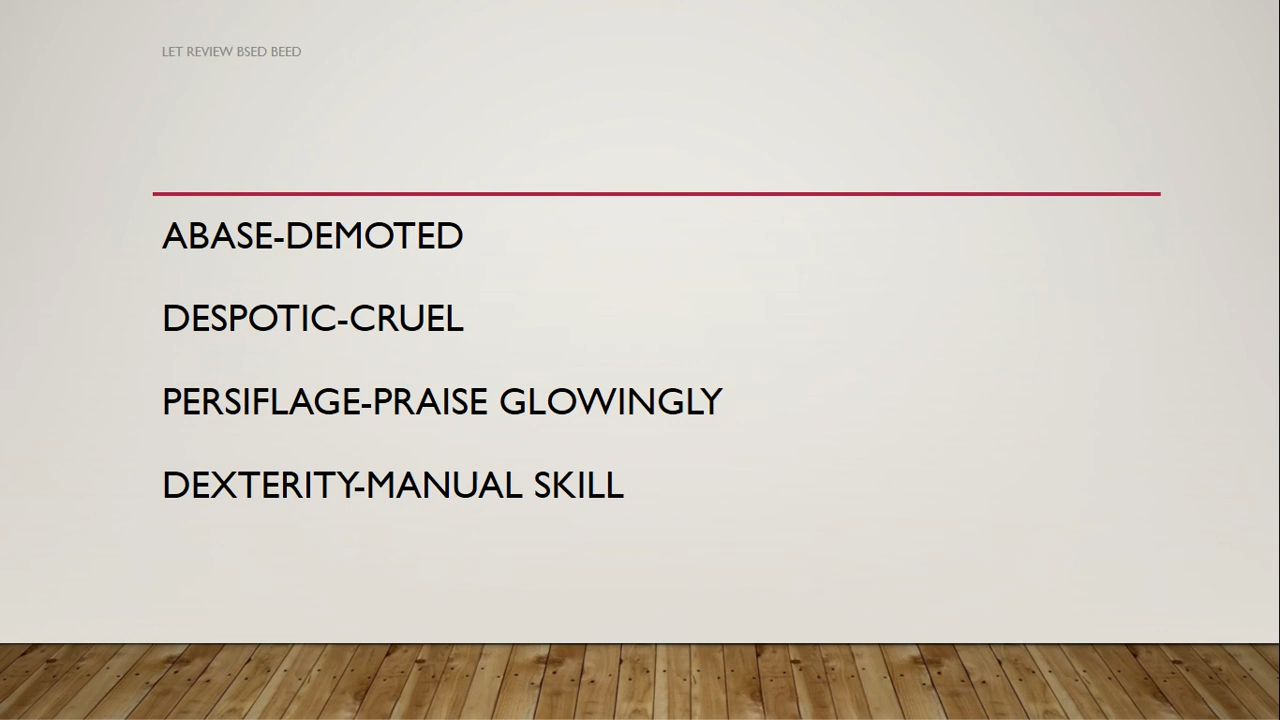 LET REVIEW BSED BEED
ABASE-DEMOTED
DESPOTIC-CRUEL
PERSIFLAGE-PRAISE GLOWINGLY
DEXTERITY-MANUAL SKILL